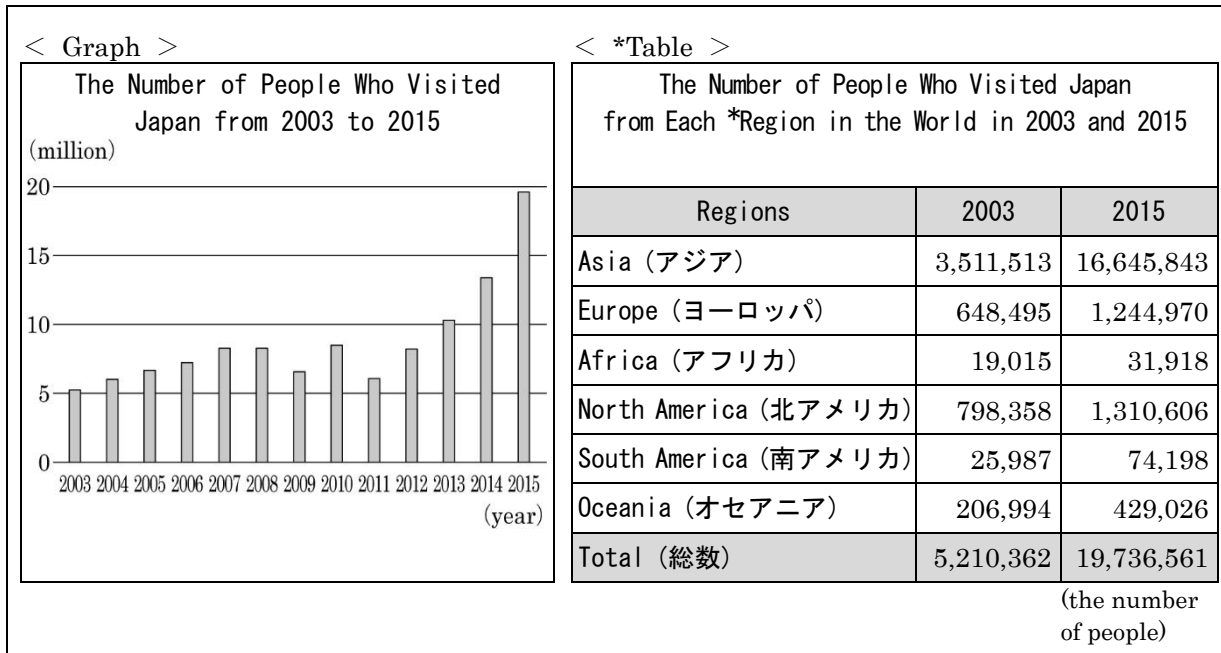 < Graph >
The Number of People Who Visited
Japan from 2003 to 2015
(million)
20
15
10
5
0
2003 2004 2005 2006 2007 2008 2009 2010 2011 2012 2013 2014 2015
(year)
< *Table >
The Number of People Who Visited Japan
from Each *Region in the World in 2003 and 2015
Regions 2003 2015
Asia (アジア) 3,511,513 16,645,843
Europe (ヨーロッパ) 648,495 1,244,970
Africa (アフリカ) 19,015 31,918
North America (北アメリカ) 798,358 1,310,606
South America (南アメリカ) 25,987 74,198
Oceania (オセアニア) 206,994 429,026
Total (総数) 5,210,362 19,736,561
(the number
of people)